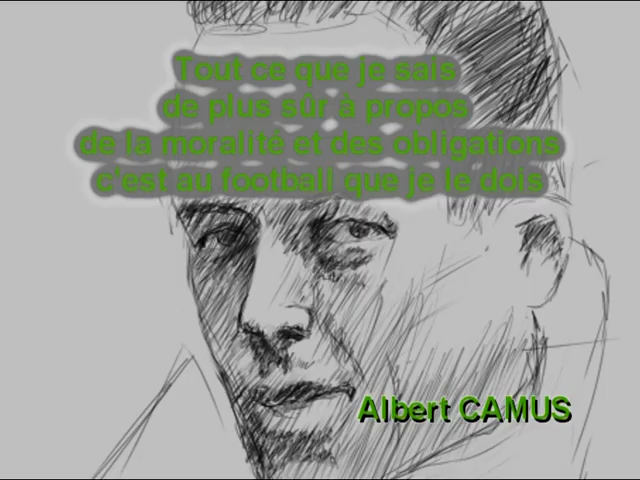 Tout ce que je sais
de plus sûr à propos
de la moralité et des obligations
c'est au football que je le dois
Albert CAMUS